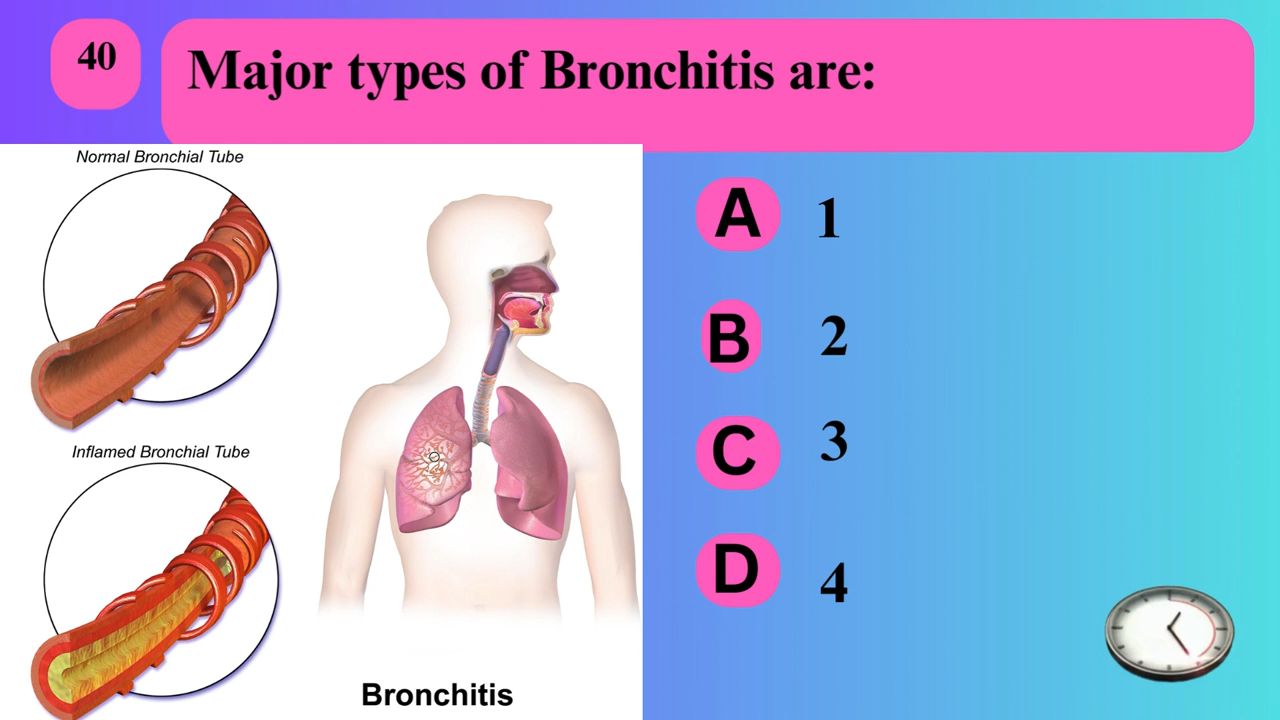 40
Major types of Bronchitis are:
Normal Bronchial Tube
Inflamed Bronchial Tube
Bronchitis
A 1
B 2
C 3
D 4